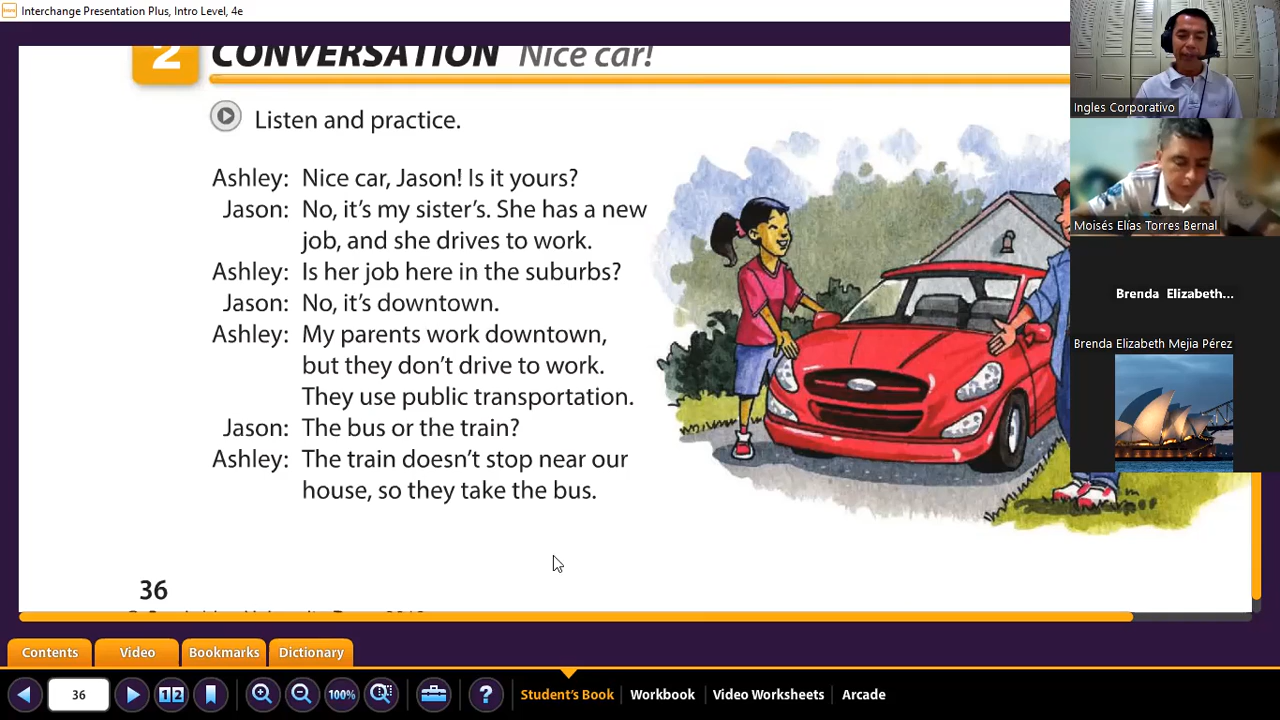 Interchange Presentation Plus, Intro Level, 4e
2 CONVERSATION Nice car!
Listen and practice.
Ashley: Nice car, Jason! Is it yours?
Jason: No, it's my sister's. She has a new
job, and she drives to work.
Ashley: Is her job here in the suburbs?
Jason: No, it's downtown.
Ashley: My parents work downtown,
but they don't drive to work.
They use public transportation.
Jason: The bus or the train?
Ashley: The train doesn't stop near our
house, so they take the bus.
36
Ingles Corporativo
Moisés Elías Torres Bernal
Brenda Elizabeth...
Brenda Elizabeth Mejia Pérez
Contents Video Bookmarks Dictionary
36 1 2 100% ? Student's Book Workbook Video Worksheets Arcade